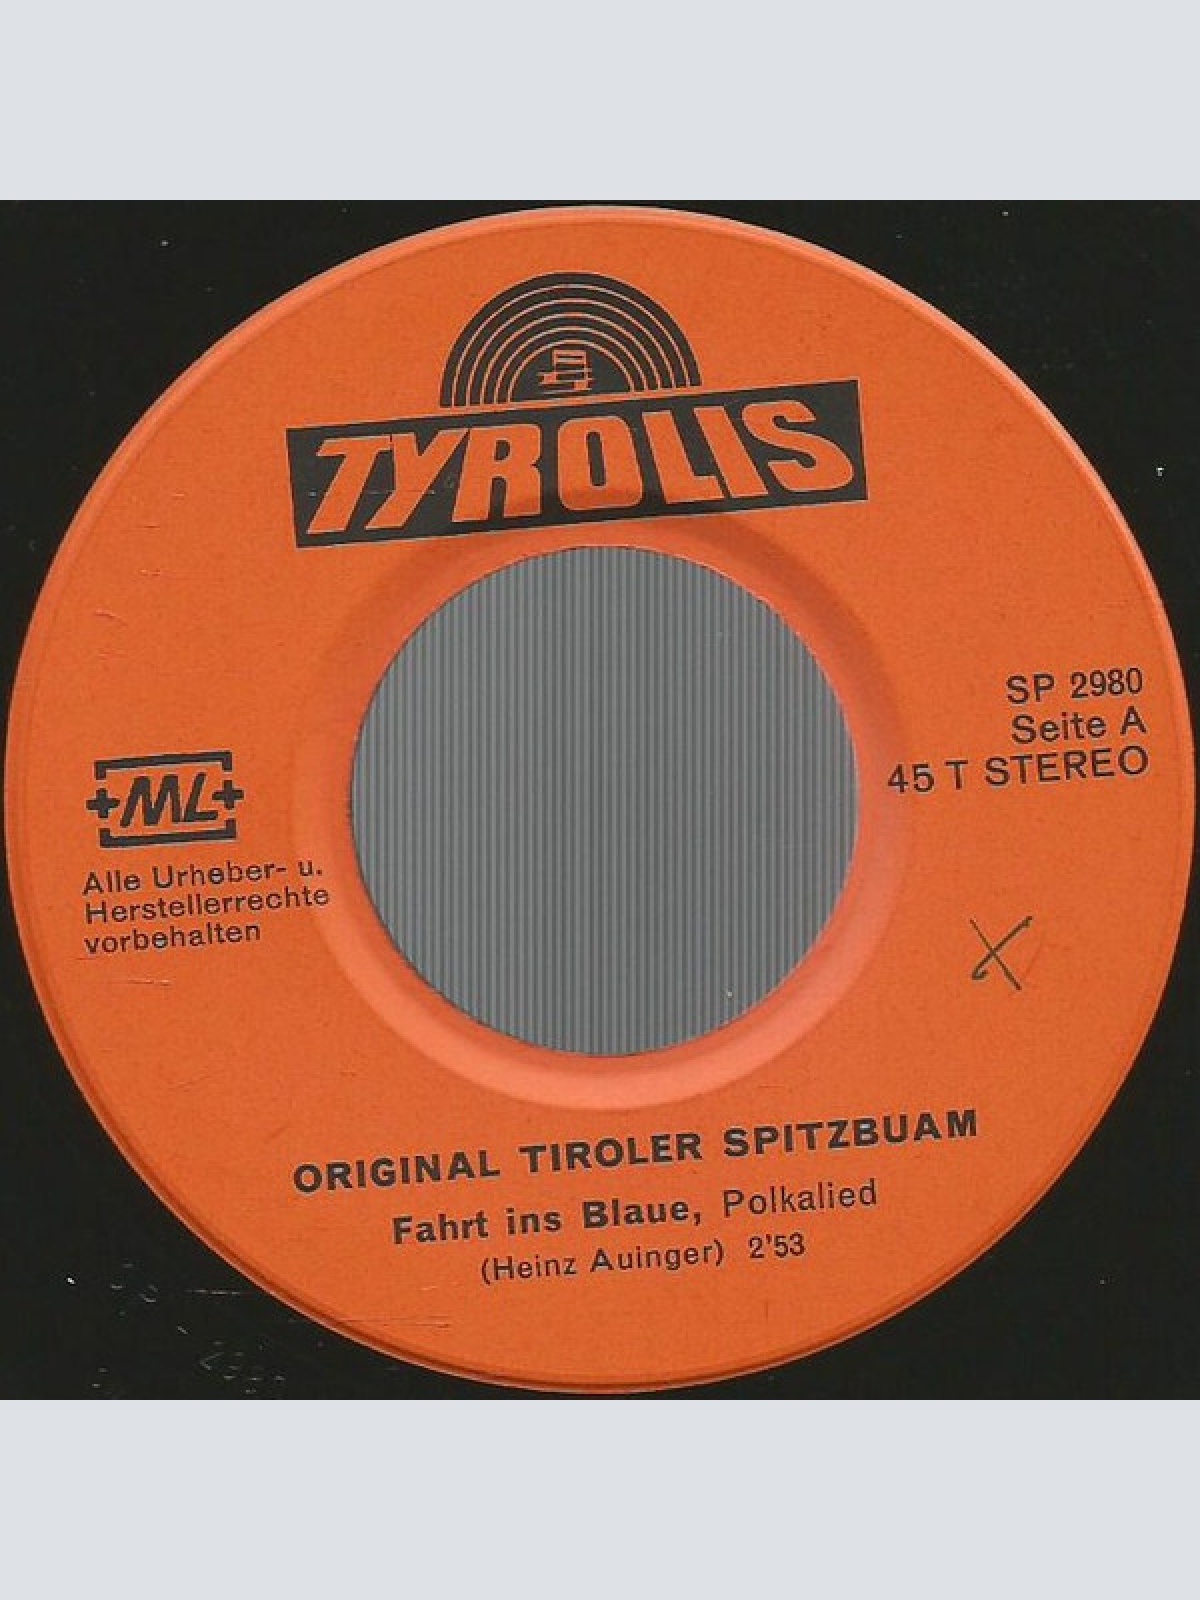 TYROLIS
SP 2980
Seite A
45 T STEREO
+ML+
Alle Urheber- u.
Herstellerrechte
vorbehalten
X
ORIGINAL TIROLER SPITZBUAM
Fahrt ins Blaue, Polkalied
(Heinz Auinger) 2'53